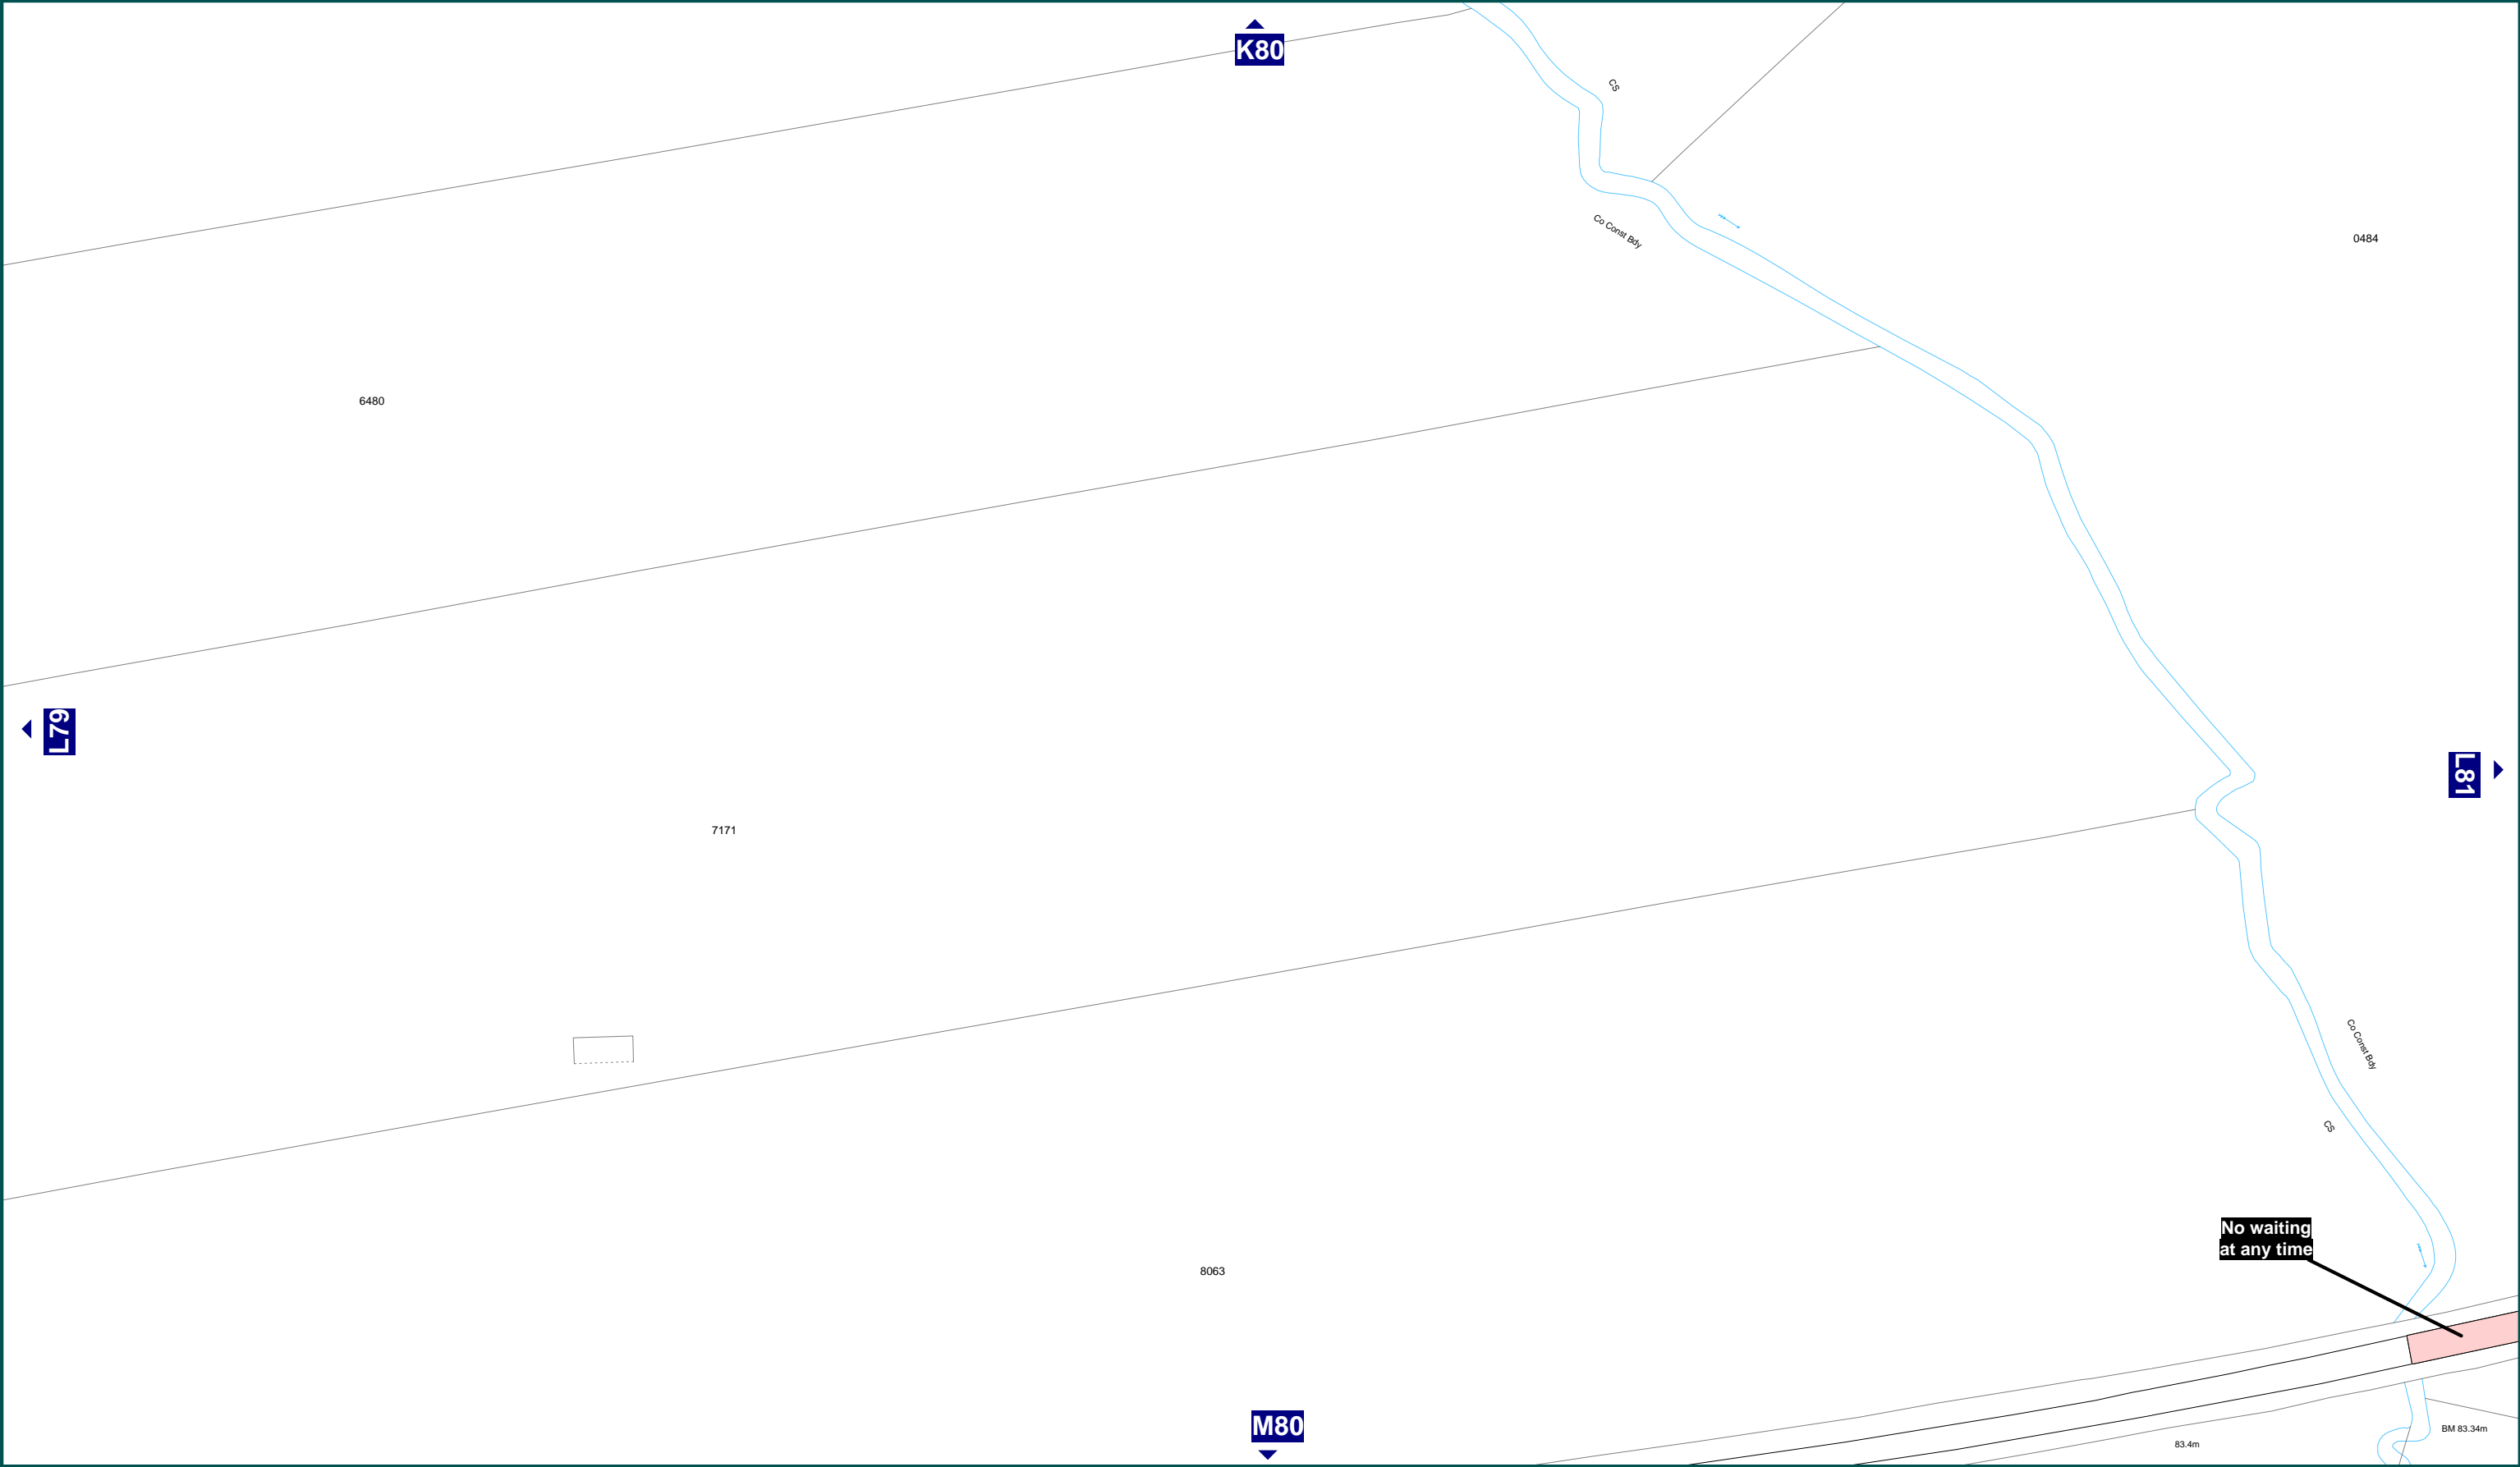 K80
CS
Co Const Bdy
0484
6480
L79
L81
7171
Co Const Bdy
CS
No waiting
at any time
8063
M80
BM 83.34m
83.4m